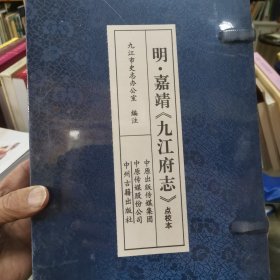 明·嘉靖《九江府志》点校本
九江市史志办公室 编注
中原出版传媒集团
中原传媒股份公司
中州古籍出版社